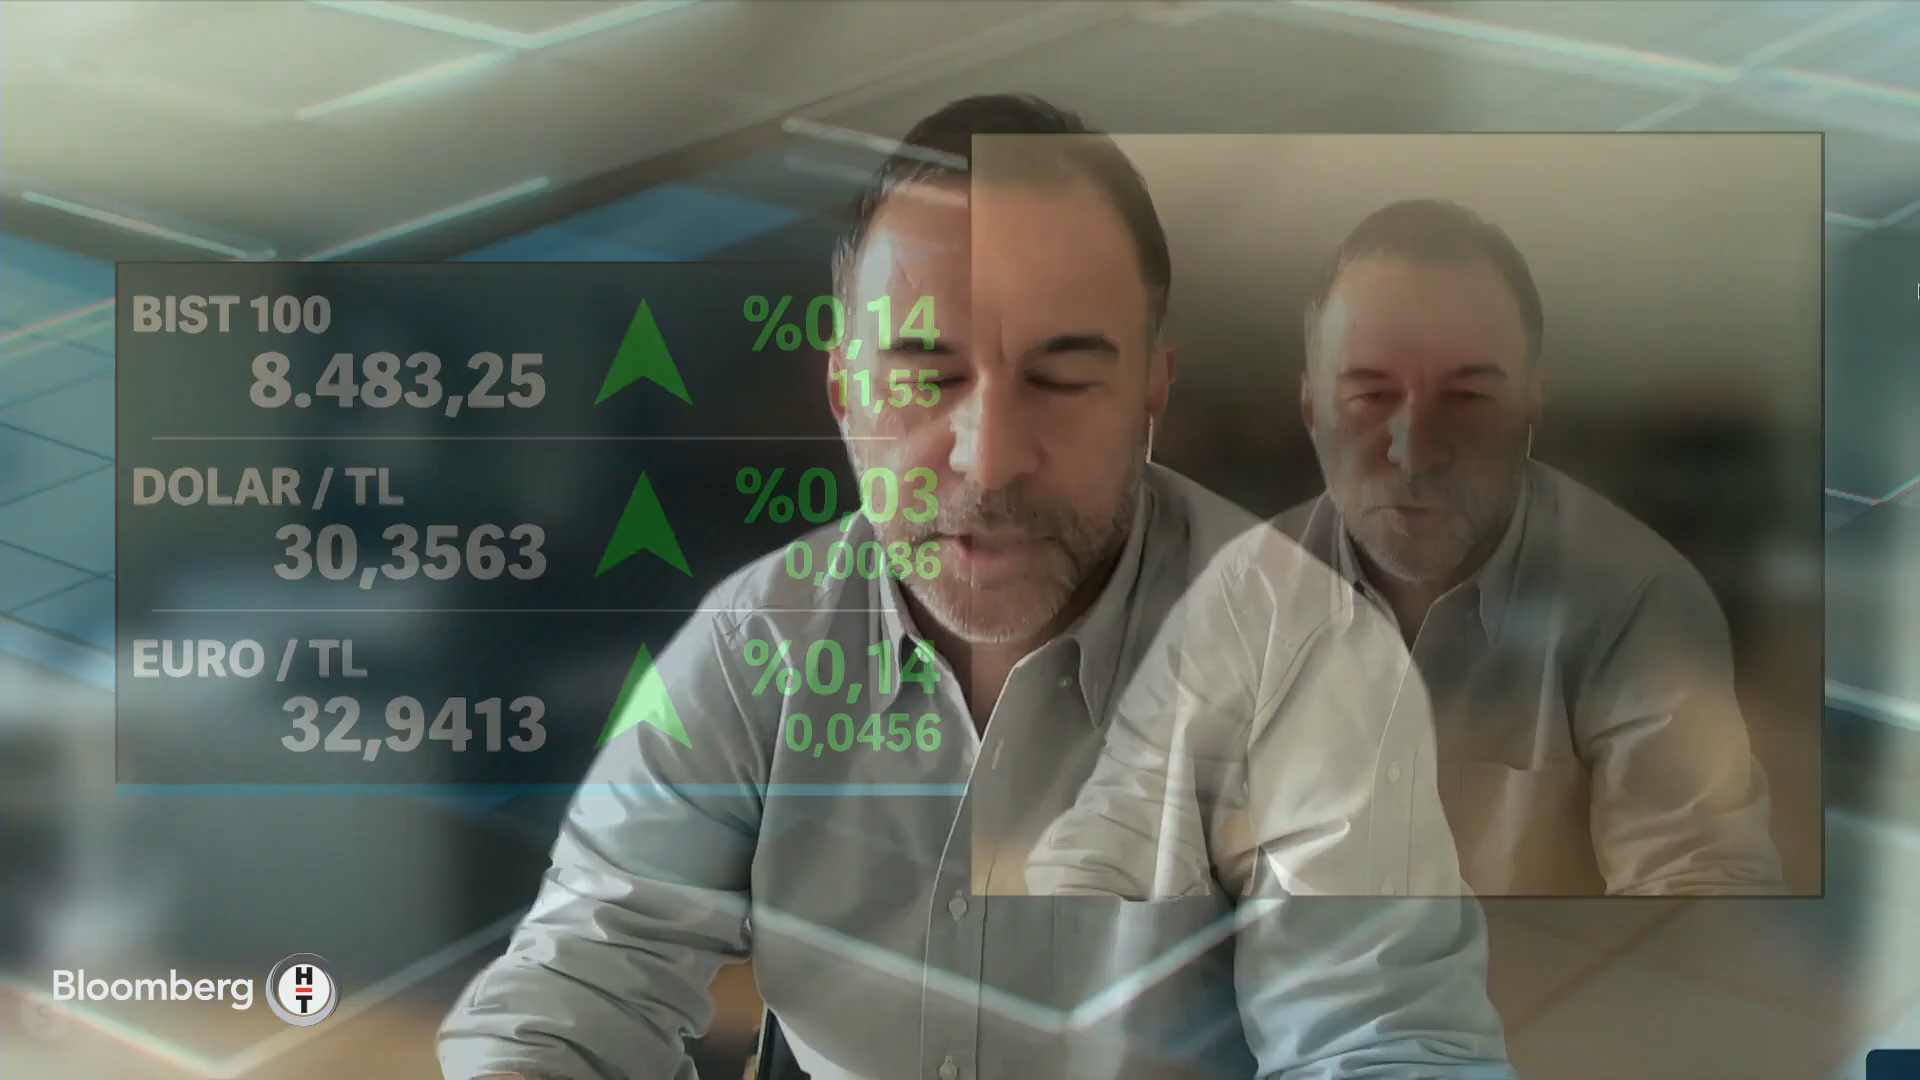 BIST 100
8.483,25
%0,14
11,55
DOLAR / TL
30,3563
%0,03
0,0086
EURO / TL
32,9413
%0,14
0,0456
Bloomberg HT